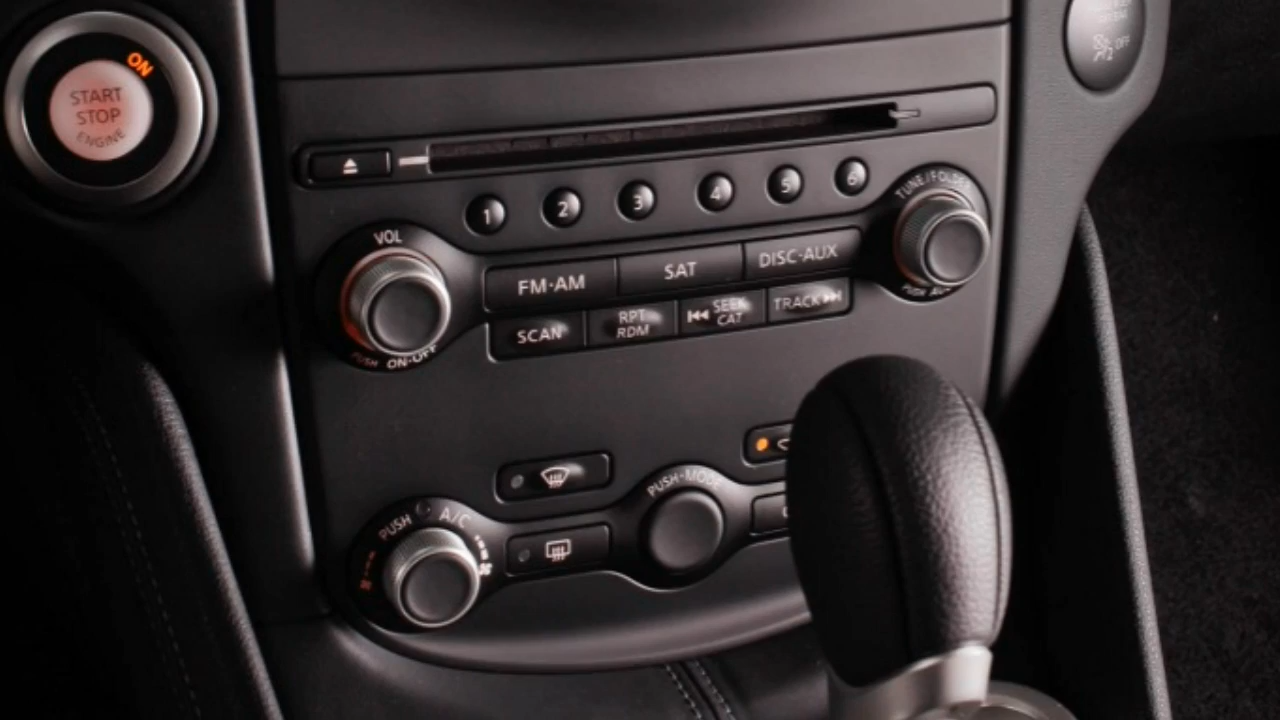 ON
START
STOP
ENGINE
OFF
1 2 3 4 5 6
VOL
PUSH ON-OFF
TUNE/FOLDER
PUSH AUDIO
FM·AM SAT DISC·AUX
SCAN RPT
RDM SEEK
CAT TRACK
PUSH·MODE
PUSH A/C